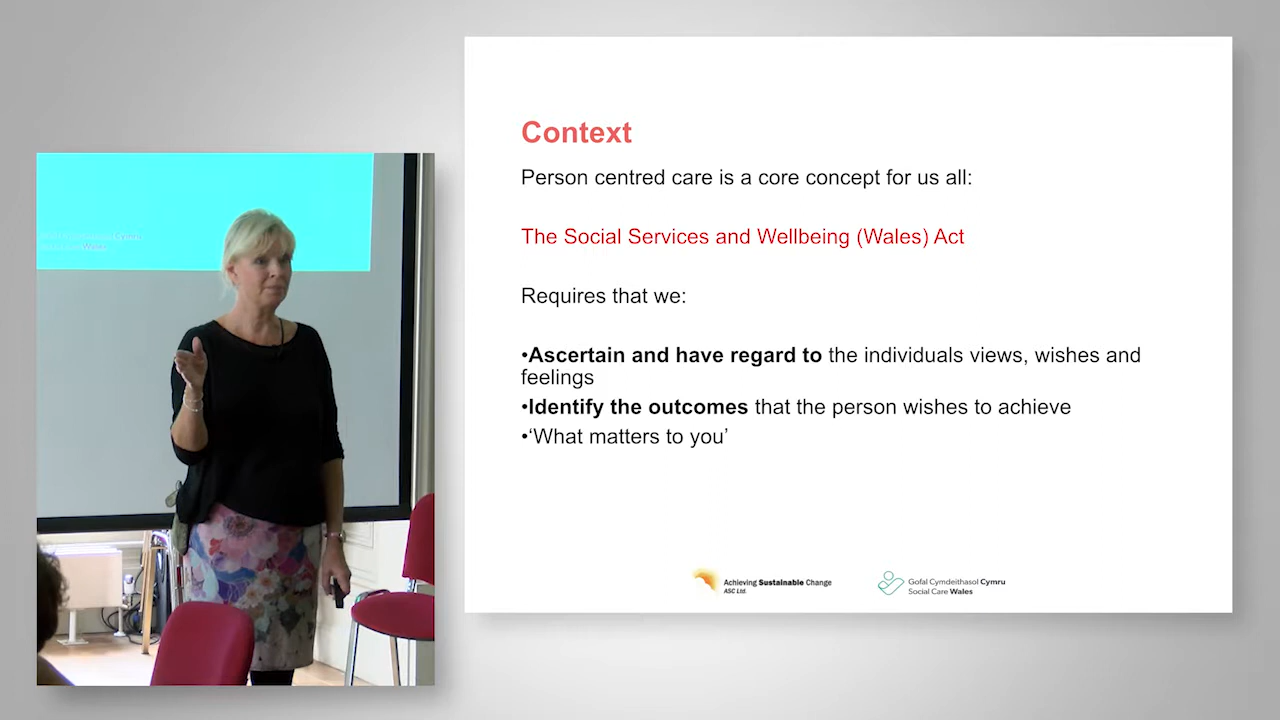 Context
Person centred care is a core concept for us all:
The Social Services and Wellbeing (Wales) Act
Requires that we:
•Ascertain and have regard to the individuals views, wishes and
feelings
•Identify the outcomes that the person wishes to achieve
•‘What matters to you’
Achieving Sustainable Change
ASC Ltd.
Gofal Cymdeithasol Cymru
Social Care Wales
Cymru
Wales